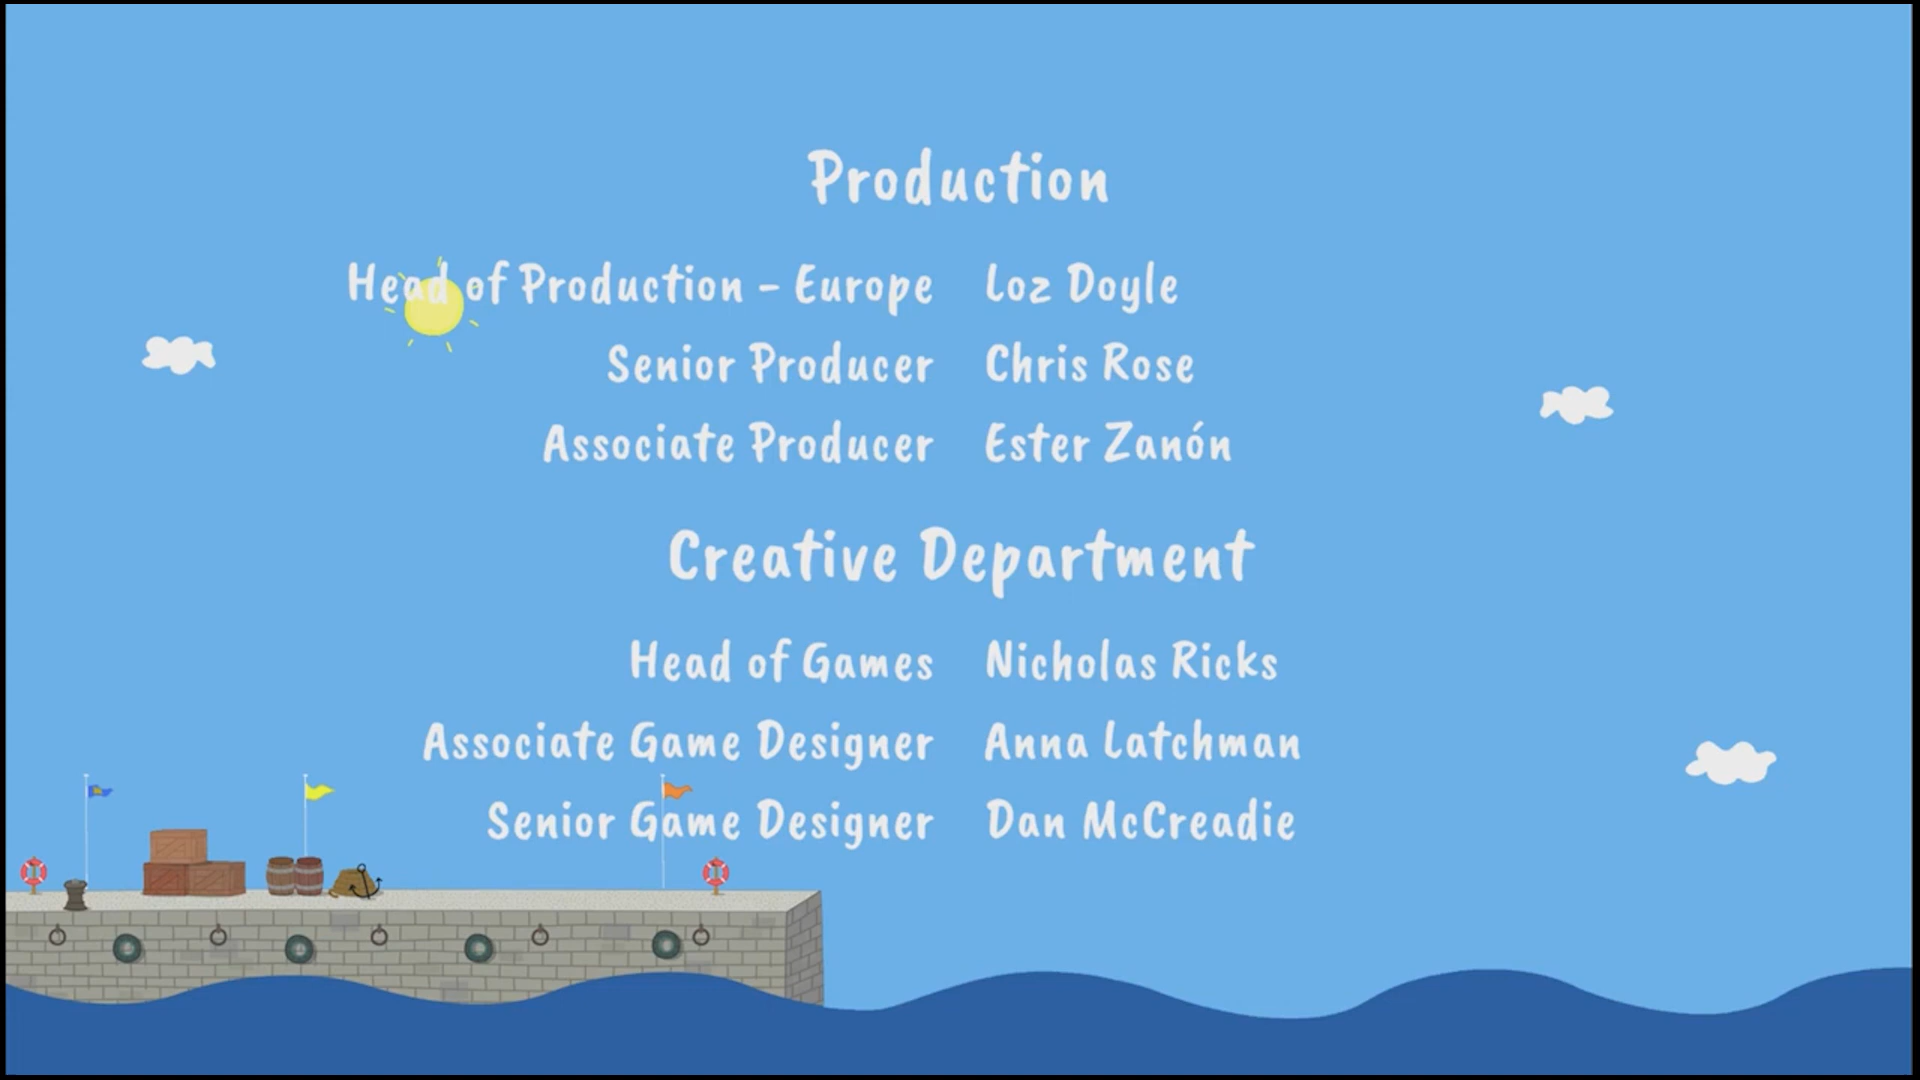 Production
Head of Production - Europe Loz Doyle
Senior Producer Chris Rose
Associate Producer Ester Zanón
Creative Department
Head of Games Nicholas Ricks
Associate Game Designer Anna Latchman
Senior Game Designer Dan McCreadie